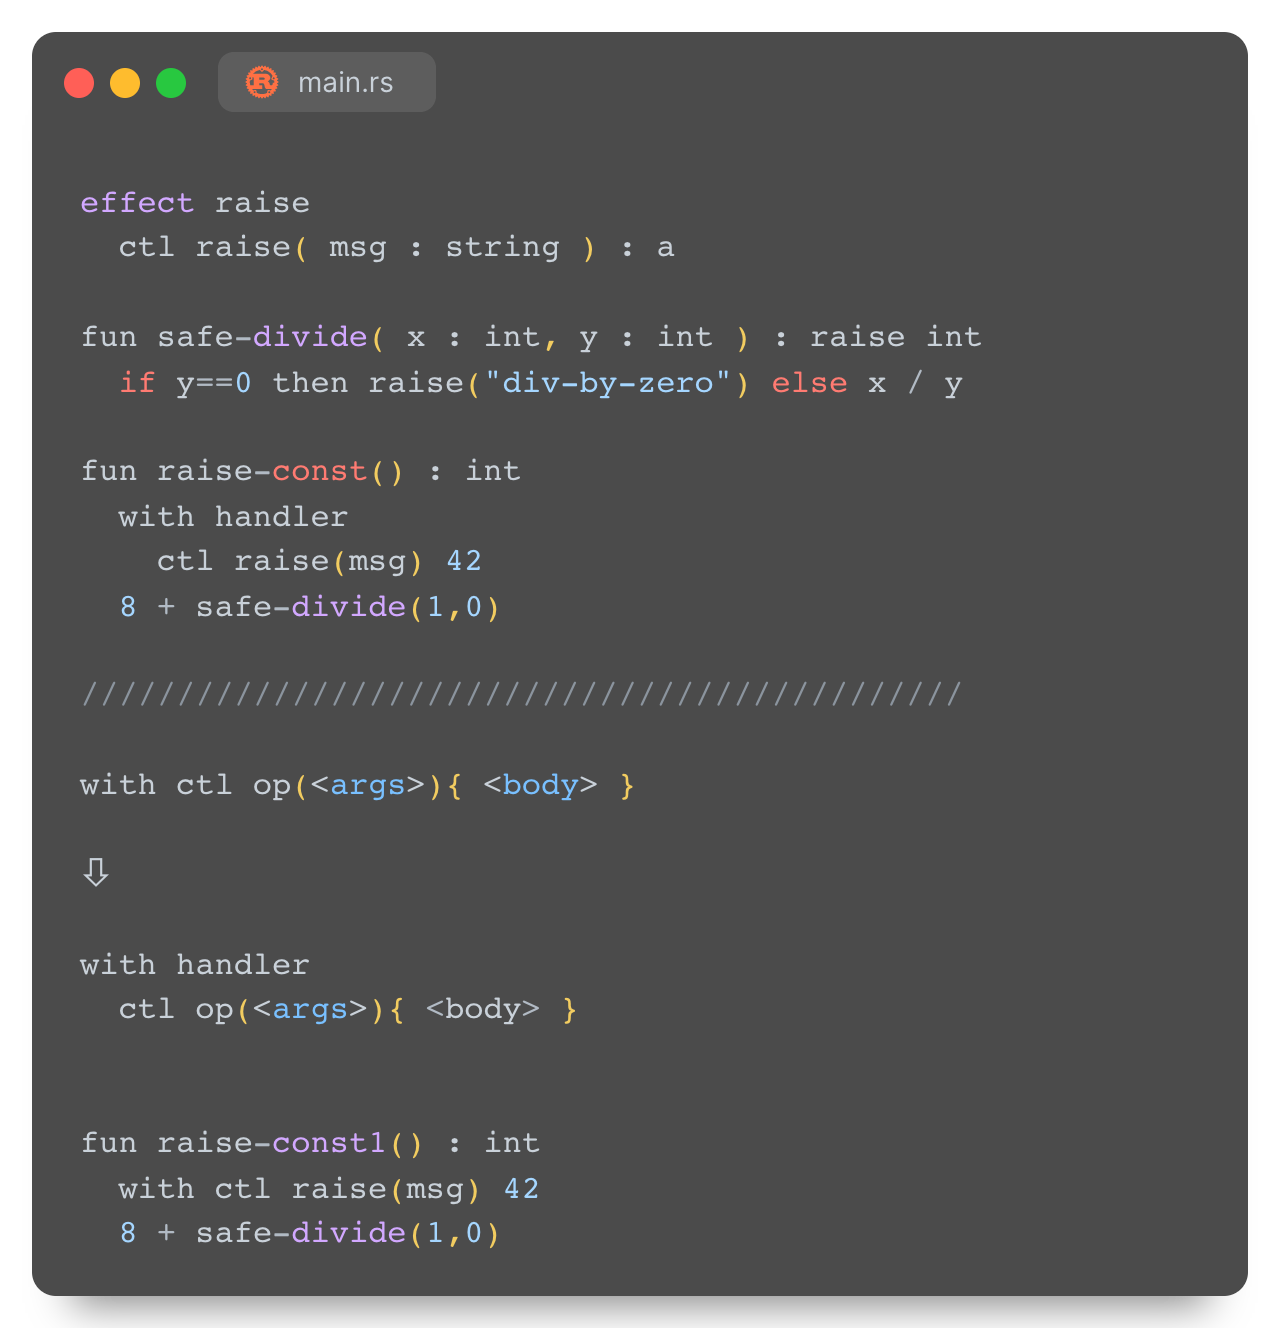 main.rs
effect raise
  ctl raise( msg : string ) : a
fun safe-divide( x : int, y : int ) : raise int
  if y==0 then raise("div-by-zero") else x / y
fun raise-const() : int
  with handler
    ctl raise(msg) 42
  8 + safe-divide(1,0)
//////////////////////////////////////////////
with ctl op(<args>){ <body> }
⇩
with handler
  ctl op(<args>){ <body> }
fun raise-const1() : int
  with ctl raise(msg) 42
  8 + safe-divide(1,0)